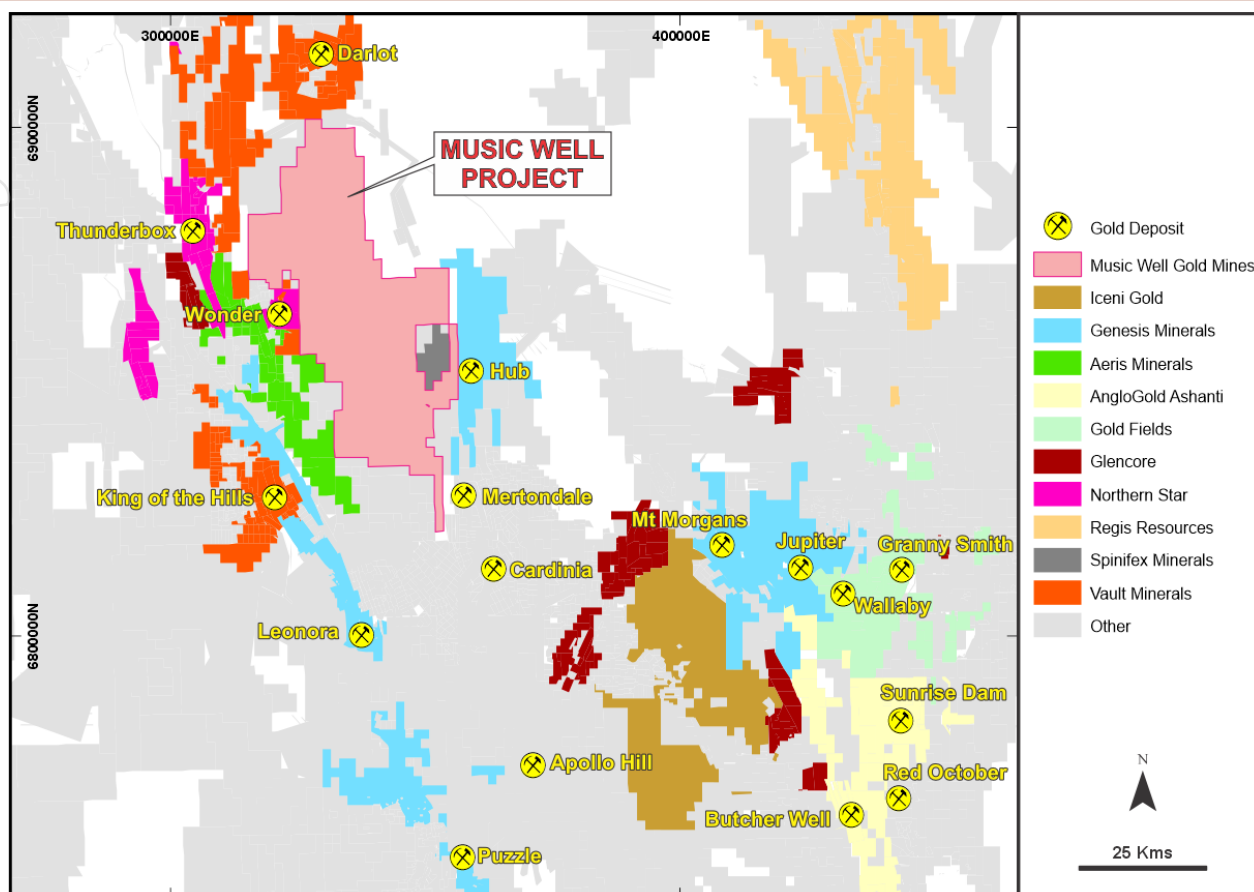 300000E
400000E
6900000N
6800000N
Darlot
MUSIC WELL
PROJECT
Thunderbox
Wonder
Hub
King of the Hills
Mertondale
Mt Morgans
Jupiter
Granny Smith
Cardinia
Wallaby
Leonora
Sunrise Dam
Apollo Hill
Red October
Butcher Well
Puzzle
Gold Deposit
Music Well Gold Mines
Iceni Gold
Genesis Minerals
Aeris Minerals
AngloGold Ashanti
Gold Fields
Glencore
Northern Star
Regis Resources
Spinifex Minerals
Vault Minerals
Other
N
25 Kms